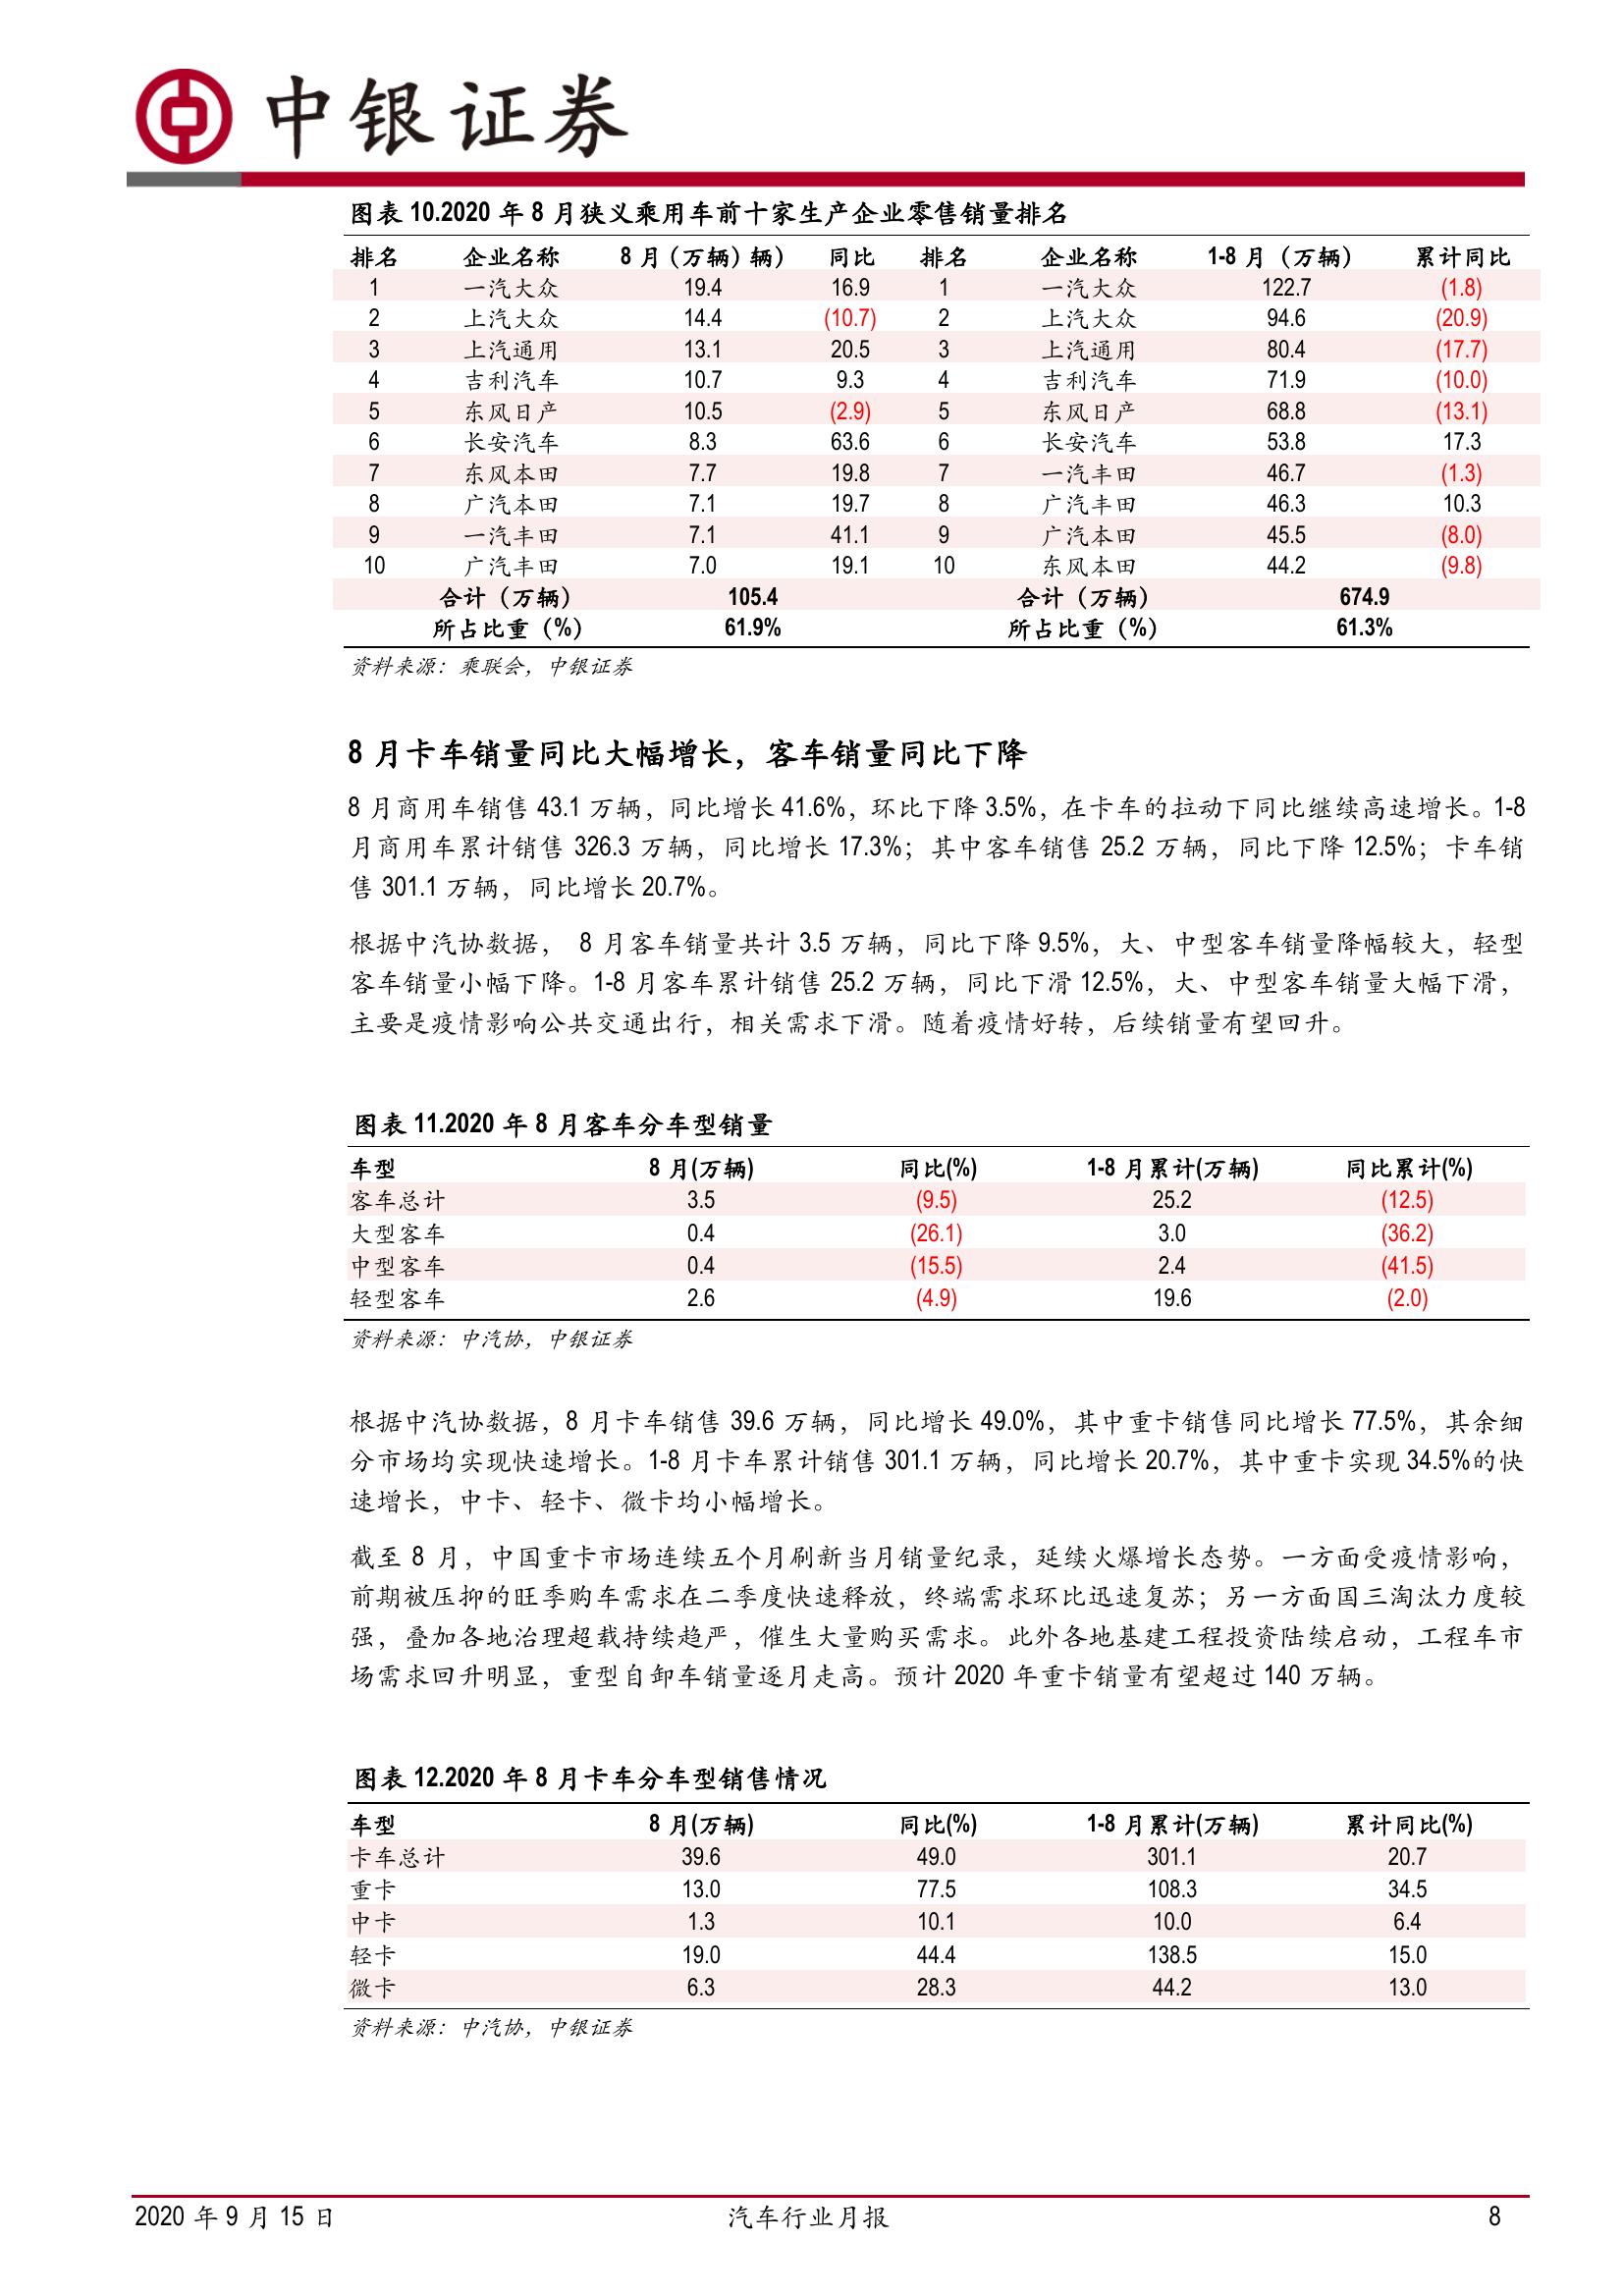 中银证券
图表 10.2020 年 8 月狭义乘用车前十家生产企业零售销量排名
排名 企业名称 8 月（万辆）辆） 同比 排名 企业名称 1-8 月（万辆） 累计同比
1 一汽大众 19.4 16.9 1 一汽大众 122.7 (1.8)
2 上汽大众 14.4 (10.7) 2 上汽大众 94.6 (20.9)
3 上汽通用 13.1 20.5 3 上汽通用 80.4 (17.7)
4 吉利汽车 10.7 9.3 4 吉利汽车 71.9 (10.0)
5 东风日产 10.5 (2.9) 5 东风日产 68.8 (13.1)
6 长安汽车 8.3 63.6 6 长安汽车 53.8 17.3
7 东风本田 7.7 19.8 7 一汽丰田 46.7 (1.3)
8 广汽本田 7.1 19.7 8 广汽丰田 46.3 10.3
9 一汽丰田 7.1 41.1 9 广汽本田 45.5 (8.0)
10 广汽丰田 7.0 19.1 10 东风本田 44.2 (9.8)
合计（万辆） 105.4 合计（万辆） 674.9
所占比重（%） 61.9% 所占比重（%） 61.3%
资料来源：乘联会，中银证券
8 月卡车销量同比大幅增长，客车销量同比下降
8 月商用车销售 43.1 万辆，同比增长 41.6%，环比下降 3.5%，在卡车的拉动下同比继续高速增长。1-8
月商用车累计销售 326.3 万辆，同比增长 17.3%；其中客车销售 25.2 万辆，同比下降 12.5%；卡车销
售 301.1 万辆，同比增长 20.7%。
根据中汽协数据， 8 月客车销量共计 3.5 万辆，同比下降 9.5%，大、中型客车销量降幅较大，轻型
客车销量小幅下降。1-8 月客车累计销售 25.2 万辆，同比下滑 12.5%，大、中型客车销量大幅下滑，
主要是疫情影响公共交通出行，相关需求下滑。随着疫情好转，后续销量有望回升。
图表 11.2020 年 8 月客车分车型销量
车型 8 月(万辆) 同比(%) 1-8 月累计(万辆) 同比累计(%)
客车总计 3.5 (9.5) 25.2 (12.5)
大型客车 0.4 (26.1) 3.0 (36.2)
中型客车 0.4 (15.5) 2.4 (41.5)
轻型客车 2.6 (4.9) 19.6 (2.0)
资料来源：中汽协，中银证券
根据中汽协数据，8 月卡车销售 39.6 万辆，同比增长 49.0%，其中重卡销售同比增长 77.5%，其余细
分市场均实现快速增长。1-8 月卡车累计销售 301.1 万辆，同比增长 20.7%，其中重卡实现 34.5%的快
速增长，中卡、轻卡、微卡均小幅增长。
截至 8 月，中国重卡市场连续五个月刷新当月销量纪录，延续火爆增长态势。一方面受疫情影响，
前期被压抑的旺季购车需求在二季度快速释放，终端需求环比迅速复苏；另一方面国三淘汰力度较
强，叠加各地治理超载持续趋严，催生大量购买需求。此外各地基建工程投资陆续启动，工程车市
场需求回升明显，重型自卸车销量逐月走高。预计 2020 年重卡销量有望超过 140 万辆。
图表 12.2020 年 8 月卡车分车型销售情况
车型 8 月(万辆) 同比(%) 1-8 月累计(万辆) 累计同比(%)
卡车总计 39.6 49.0 301.1 20.7
重卡 13.0 77.5 108.3 34.5
中卡 1.3 10.1 10.0 6.4
轻卡 19.0 44.4 138.5 15.0
微卡 6.3 28.3 44.2 13.0
资料来源：中汽协，中银证券
2020 年 9 月 15 日 汽车行业月报 8